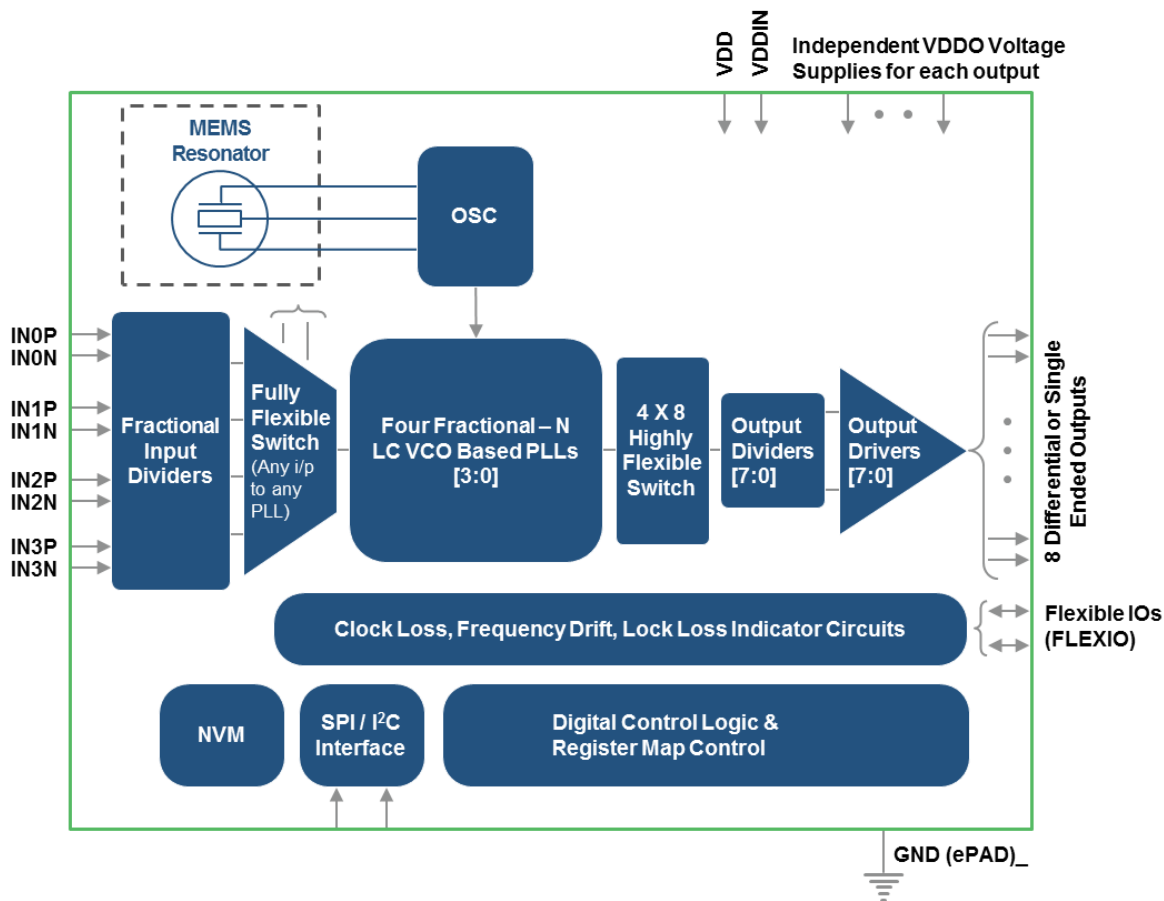 VDD
VDDIN
Independent VDDO Voltage
Supplies for each output
MEMS
Resonator
OSC
IN0P
IN0N
IN1P
IN1N
IN2P
IN2N
IN3P
IN3N
Fractional
Input
Dividers
Fully
Flexible
Switch
(Any i/p
to any
PLL)
Four Fractional – N
LC VCO Based PLLs
[3:0]
4 X 8
Highly
Flexible
Switch
Output
Dividers
[7:0]
Output
Drivers
[7:0]
8 Differential or Single
Ended Outputs
Clock Loss, Frequency Drift, Lock Loss Indicator Circuits
Flexible IOs
(FLEXIO)
NVM
SPI / I²C
Interface
Digital Control Logic &
Register Map Control
GND (ePAD)_